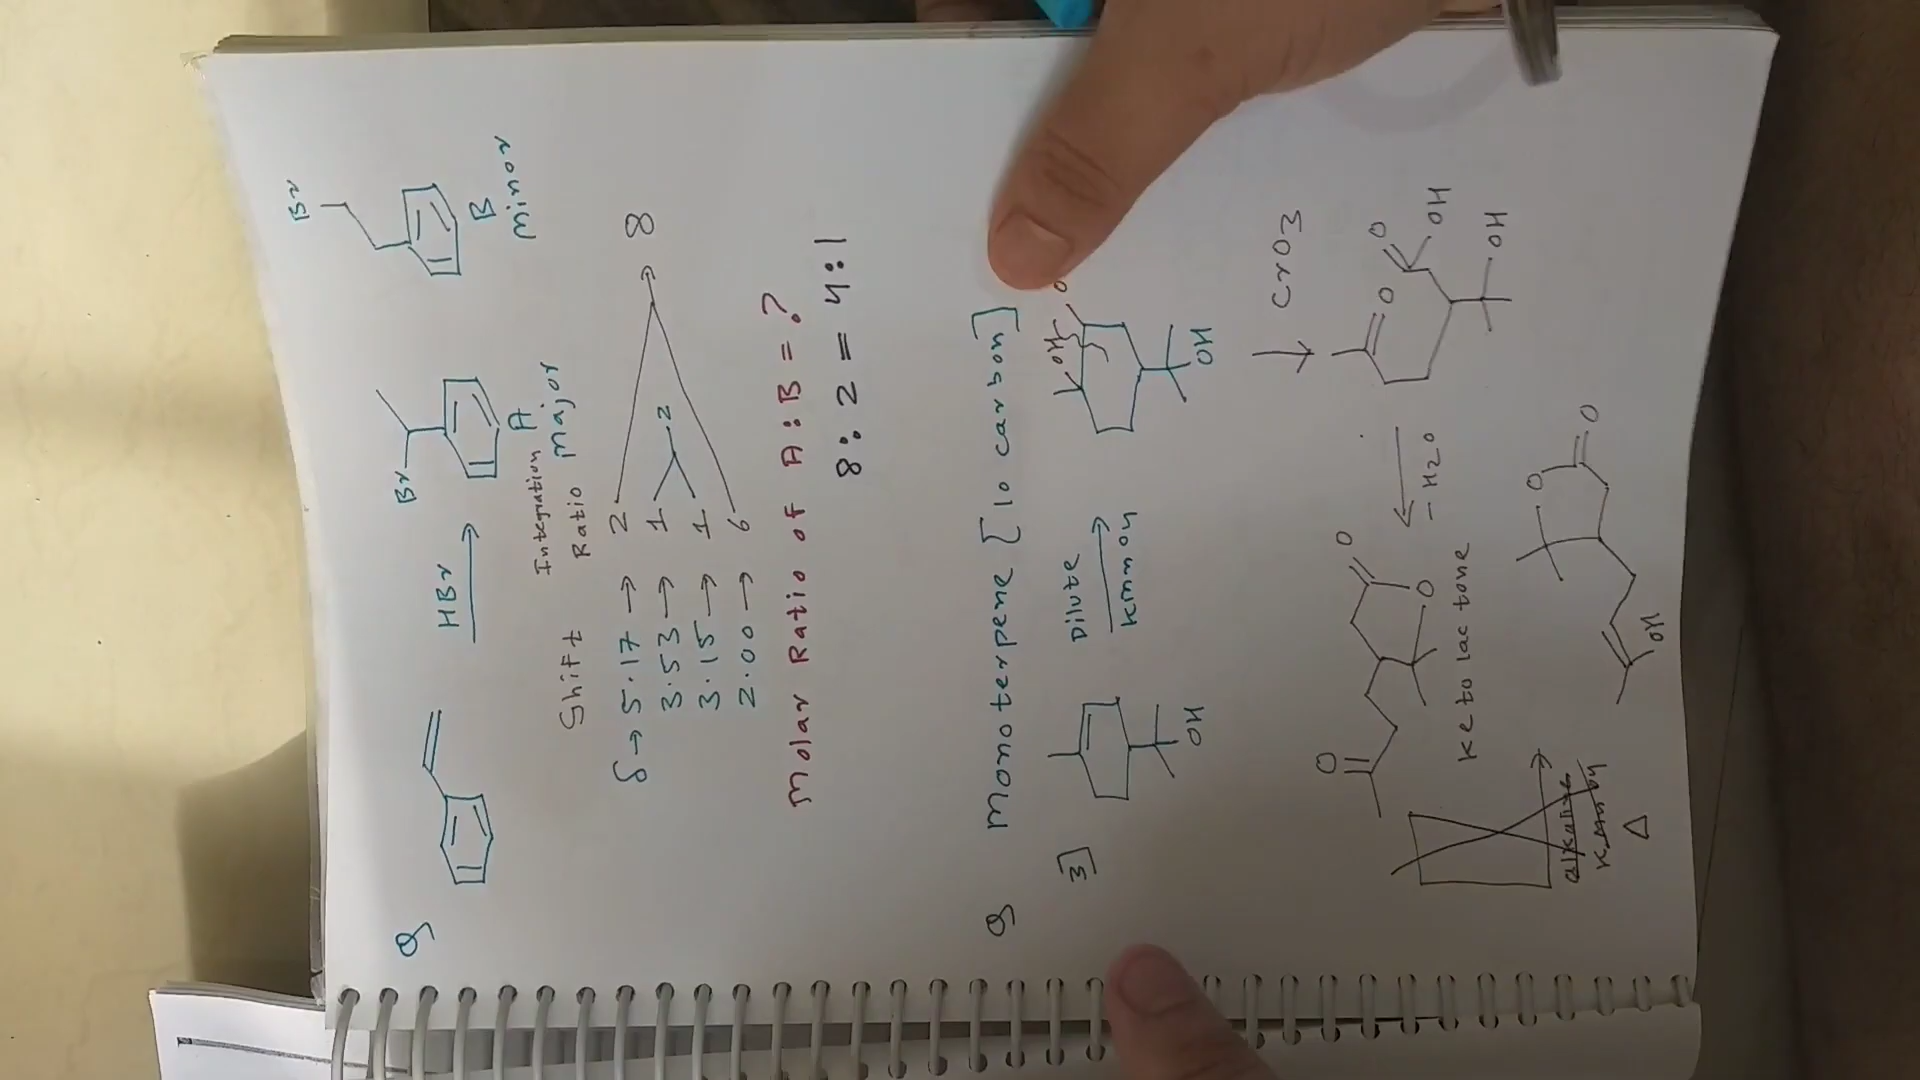 Q
HBr
Br
A
major
Br
B
minor
Shift
Integration
Ratio
δ → 5.17 → 2
3.53 → 1
3.15 → 1
2.00 → 6
2
8
Molar Ratio of A:B = ?
8:2 = 4:1
Q
Monoterpene [10 carbon]
3]
OH
Dilute
KMnO4
OH
O
OH
CrO3
O
O
OH
OH
- H2O
O
O
O
Keto lactone
alkaline
KMnO4
Δ
OH
O
O